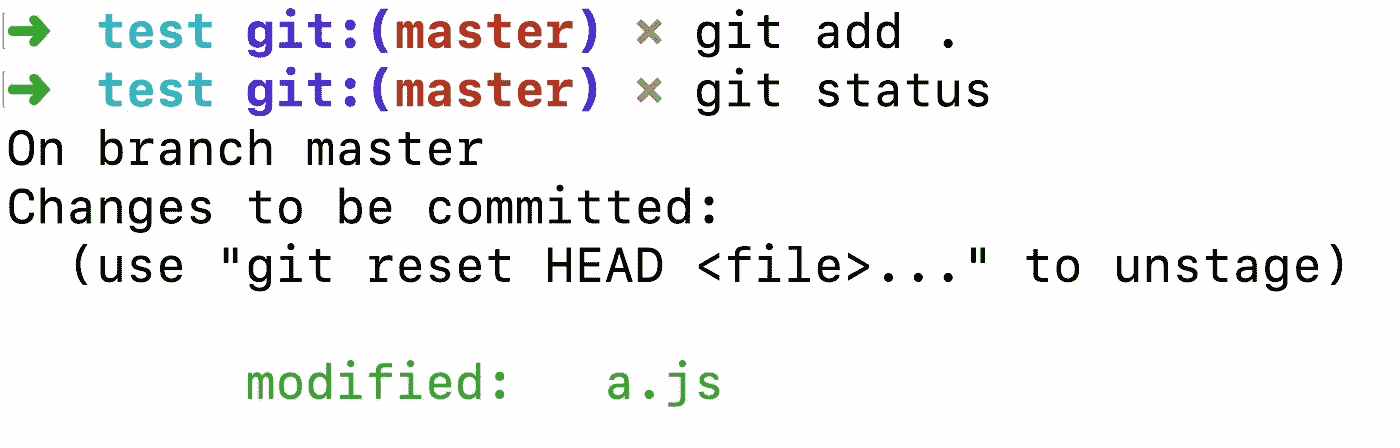 ➜ test git:(master) ✗ git add .
➜ test git:(master) ✗ git status
On branch master
Changes to be committed:
  (use "git reset HEAD <file>..." to unstage)

        modified:   a.js